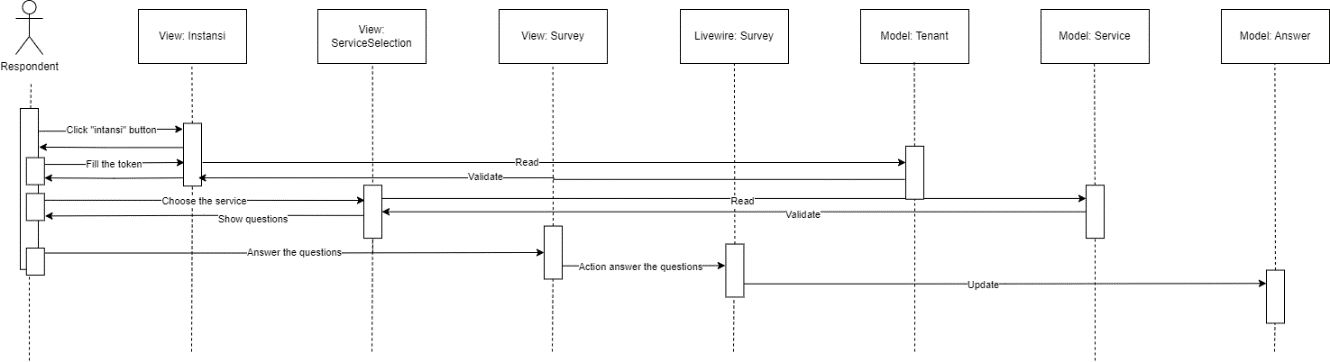 View: Instansi
View:
ServiceSelection
View: Survey
Livewire: Survey
Model: Tenant
Model: Service
Model: Answer
Respondent
Click "intansi" button
Fill the token
Read
Validate
Choose the service
Read
Show questions
Validate
Answer the questions
Action answer the questions
Update